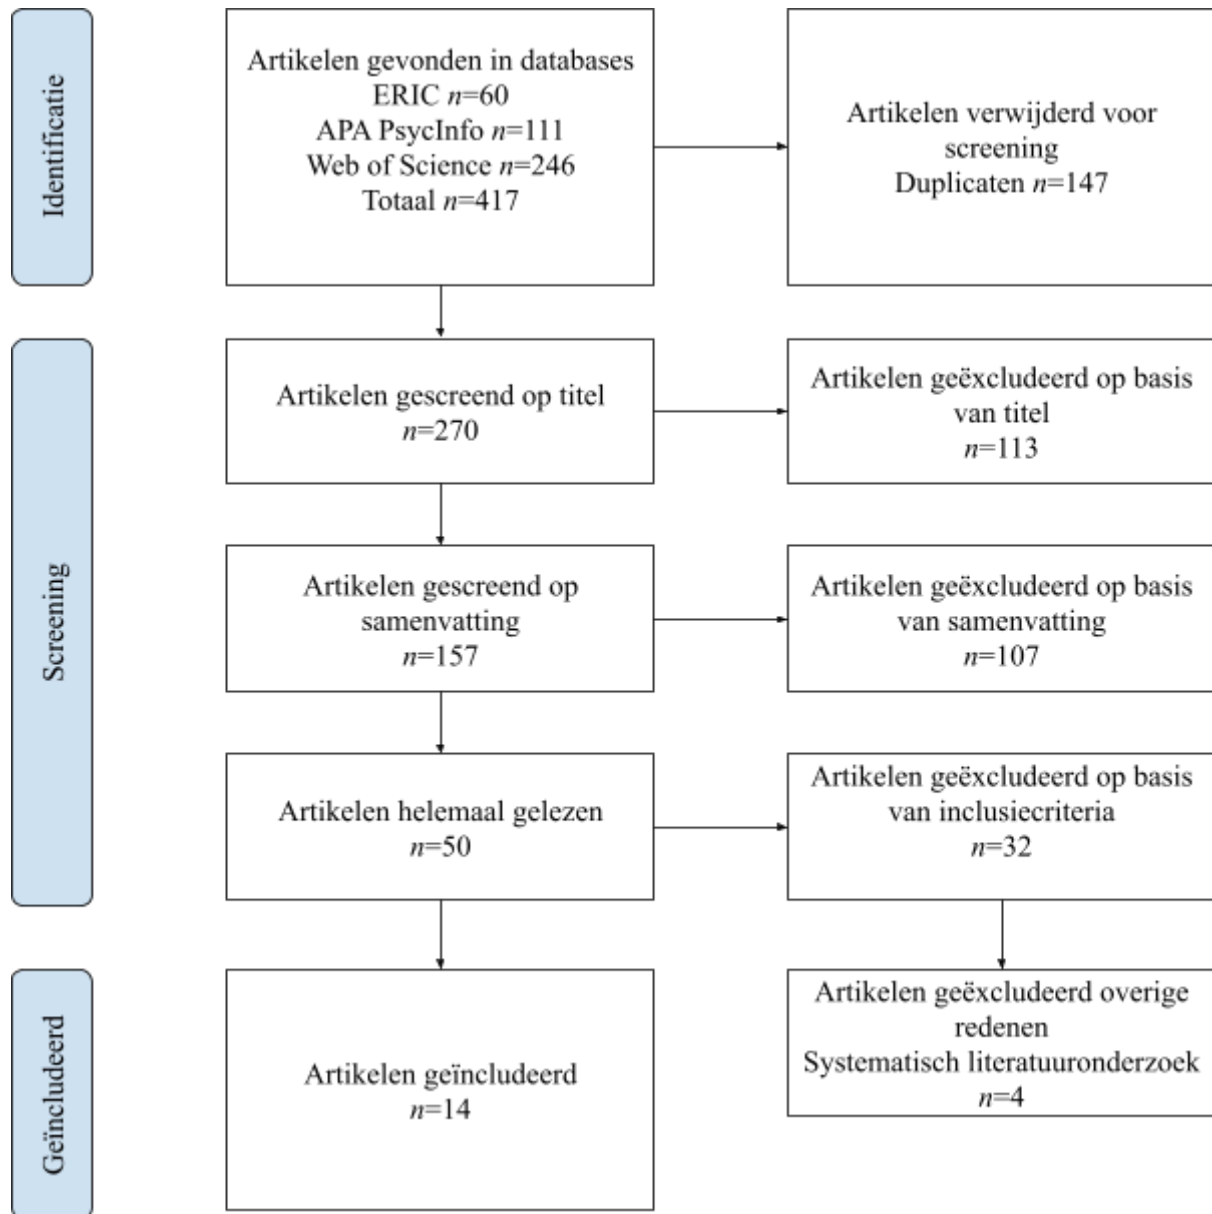 Identificatie
Artikelen gevonden in databases
ERIC n=60
APA PsycInfo n=111
Web of Science n=246
Totaal n=417
Artikelen verwijderd voor
screening
Duplicaten n=147
Screening
Artikelen gescreend op titel
n=270
Artikelen geëxcludeerd op basis
van titel
n=113
Artikelen gescreend op
samenvatting
n=157
Artikelen geëxcludeerd op basis
van samenvatting
n=107
Artikelen helemaal gelezen
n=50
Artikelen geëxcludeerd op basis
van inclusiecriteria
n=32
Geïncludeerd
Artikelen geïncludeerd
n=14
Artikelen geëxcludeerd overige
redenen
Systematisch literatuuronderzoek
n=4